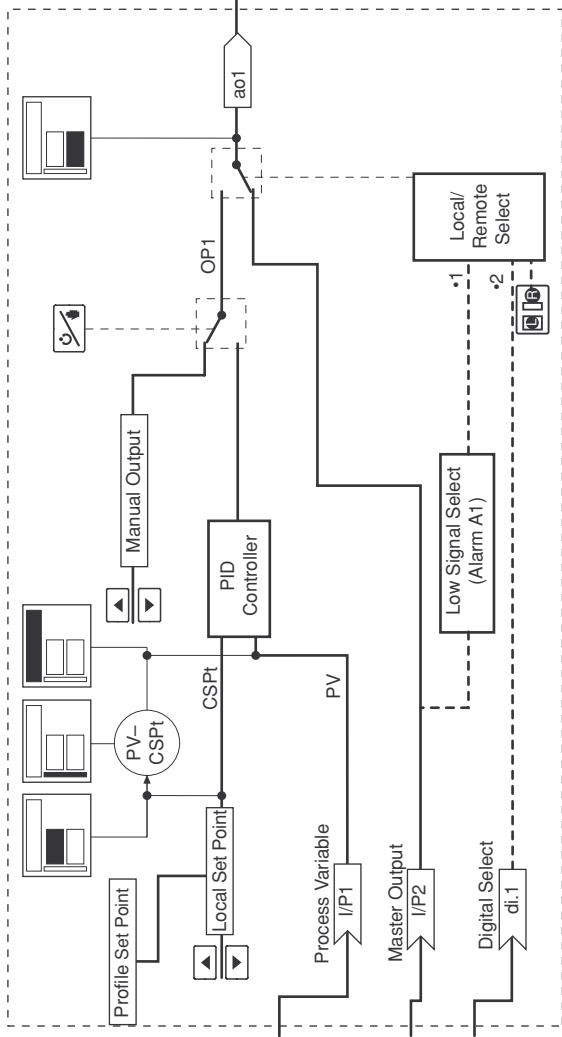 Profile Set Point
Local Set Point
PV–
CSPt
CSPt
Manual Output
PID
Controller
OP1
ao1
Process Variable
I/P1
PV
Master Output
I/P2
Low Signal Select
(Alarm A1)
Digital Select
di.1
•1
•2
Local/
Remote
Select
L
R